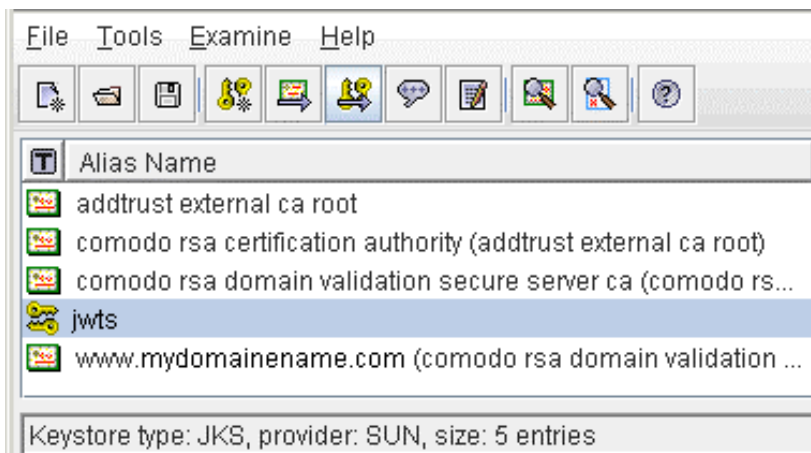 File Tools Examine Help
T Alias Name
addtrust external ca root
comodo rsa certification authority (addtrust external ca root)
comodo rsa domain validation secure server ca (comodo rs...
jwts
www.mydomainename.com (comodo rsa domain validation ...
Keystore type: JKS, provider: SUN, size: 5 entries